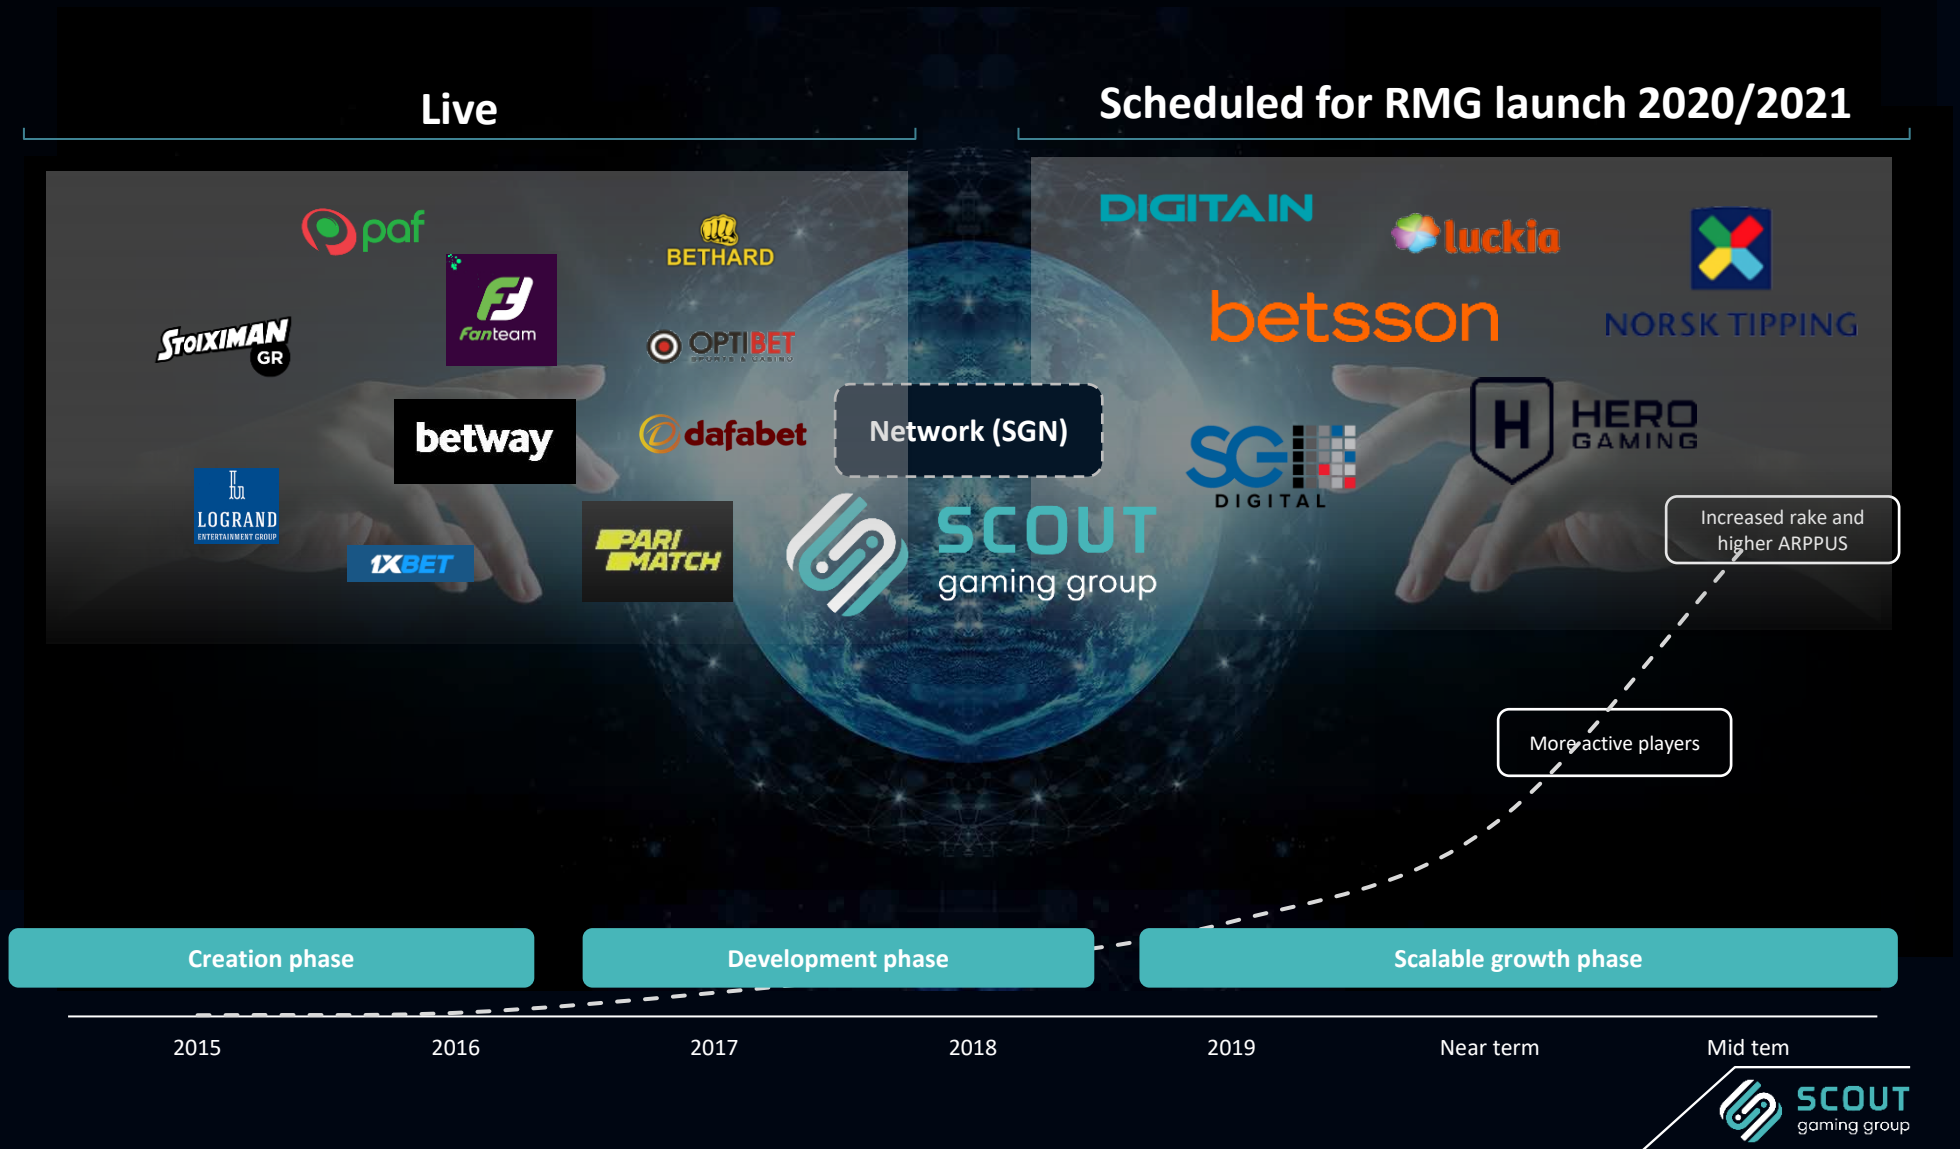 Live
Scheduled for RMG launch 2020/2021
paf
BETHARD
Fanteam
STOIXIMAN
GR
OPTIBET
SPORTS & CASINO
betway
dafabet
LOGRAND
ENTERTAINMENT GROUP
1XBET
PARI
MATCH
Network (SGN)
SCOUT
gaming group
DIGITAIN
luckia
betsson
NORSK TIPPING
SG
DIGITAL
H
HERO
GAMING
Increased rake and
higher ARPPUS
More active players
Creation phase
Development phase
Scalable growth phase
2015
2016
2017
2018
2019
Near term
Mid tem
SCOUT
gaming group